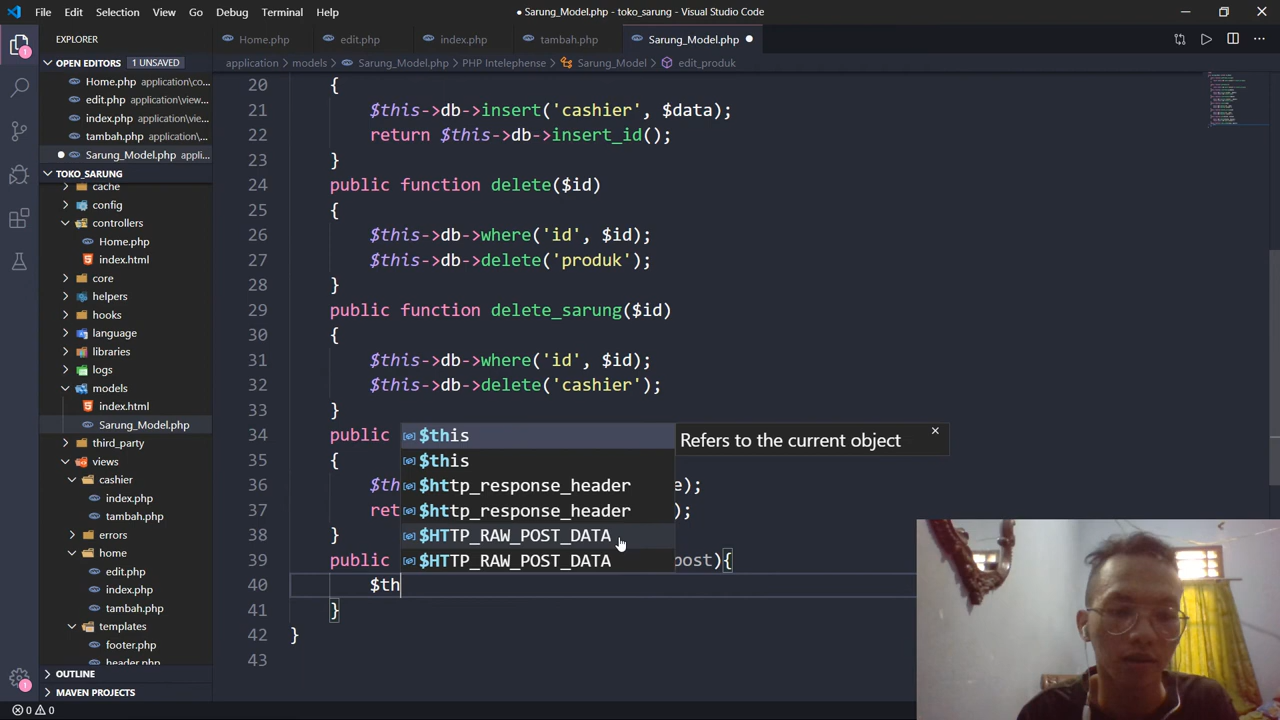 File Edit Selection View Go Debug Terminal Help
Sarung_Model.php - toko_sarung - Visual Studio Code
EXPLORER
Home.php edit.php index.php tambah.php Sarung_Model.php
OPEN EDITORS 1 UNSAVED
application > models > Sarung_Model.php > PHP Intelephense > Sarung_Model > edit_produk
Home.php application\co...
edit.php application\view...
index.php application\vie...
tambah.php application\v...
Sarung_Model.php appli...
TOKO_SARUNG
cache
config
controllers
Home.php
index.html
core
helpers
hooks
language
libraries
logs
models
index.html
Sarung_Model.php
third_party
views
cashier
index.php
tambah.php
errors
home
edit.php
index.php
tambah.php
templates
footer.php
header.php
OUTLINE
MAVEN PROJECTS
1
1
0 0
20 {
21 $this->db->insert('cashier', $data);
22 return $this->db->insert_id();
23 }
24 public function delete($id)
25 {
26 $this->db->where('id', $id);
27 $this->db->delete('produk');
28 }
29 public function delete_sarung($id)
30 {
31 $this->db->where('id', $id);
32 $this->db->delete('cashier');
33 }
34 public
35 {
36 $th e);
37 ret );
38 }
39 public post){
40 $th
41 }
42 }
43
$this
$this
$http_response_header
$http_response_header
$HTTP_RAW_POST_DATA
$HTTP_RAW_POST_DATA
Refers to the current object
×